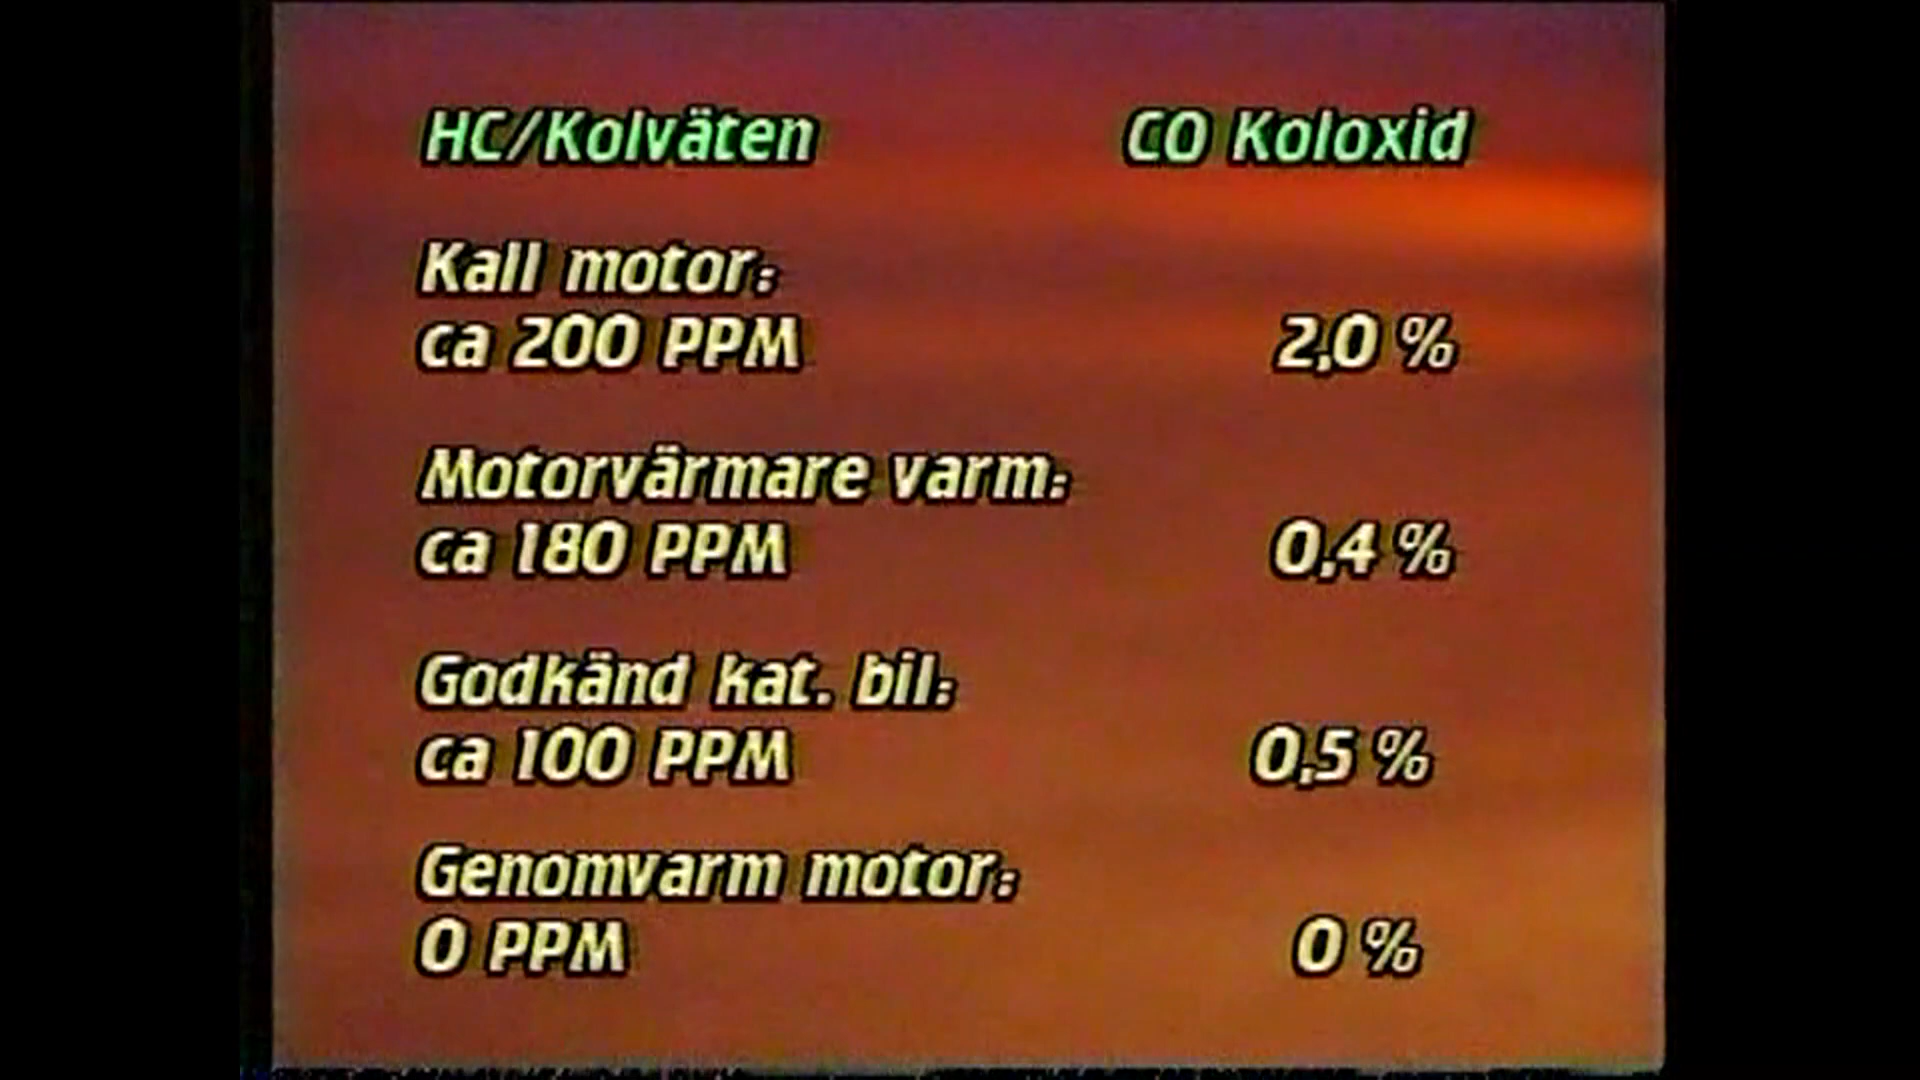 HC/Kolväten CO Koloxid
Kall motor:
ca 200 PPM 2,0 %
Motorvärmare varm:
ca 180 PPM 0,4 %
Godkänd kat. bil:
ca 100 PPM 0,5 %
Genomvarm motor:
0 PPM 0 %